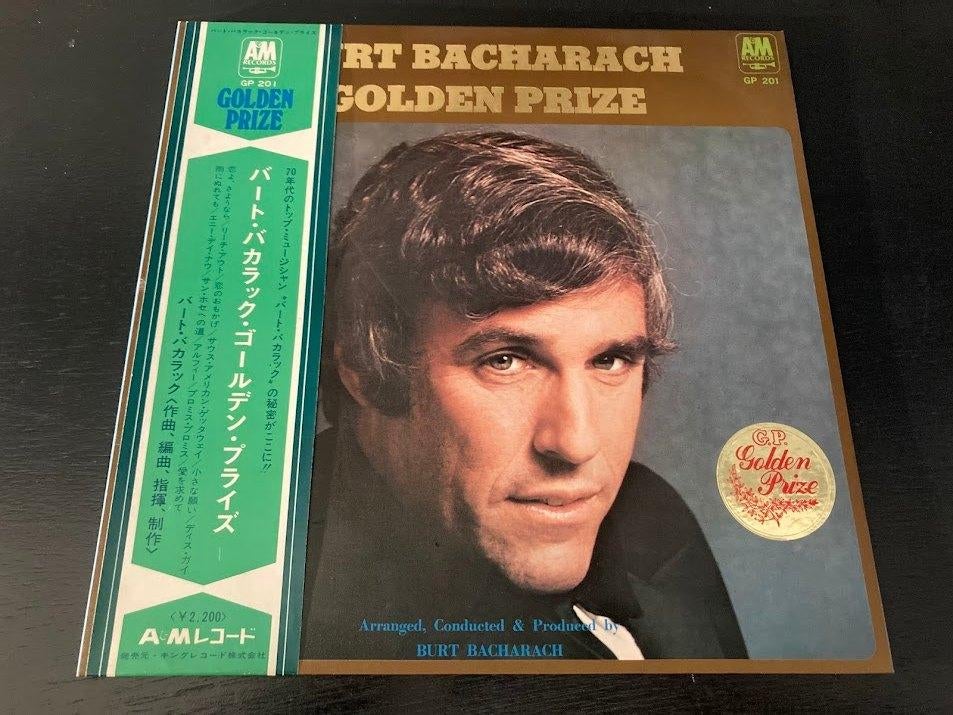 バート・バカラック・ゴールデン・プライズ
A&M
RECORDS
GP 201
GOLDEN
PRIZE
70年代のトップ・ミュージシャン “バート・バカラック”の秘密がここに!!
バート・バカラック・ゴールデン・プライズ
恋よ、さようなら/リーチ・アウト/恋のおもかげ/サウス・アメリカン・ゲッタウェイ/小さな願い/ディス・ガイ
雨にぬれても/エニー・デイ・ナウ/サン・ホセへの道/アルフィー/プロミス・プロミス/愛を求めて
バート・バカラック〈作曲、編曲、指揮、制作〉
〈¥2,200〉
A&Mレコード
発売元・キングレコード株式会社
URT BACHARACH
GOLDEN PRIZE
A&M
RECORDS
GP 201
G.P.
Golden
Prize
Arranged, Conducted & Produced by
BURT BACHARACH